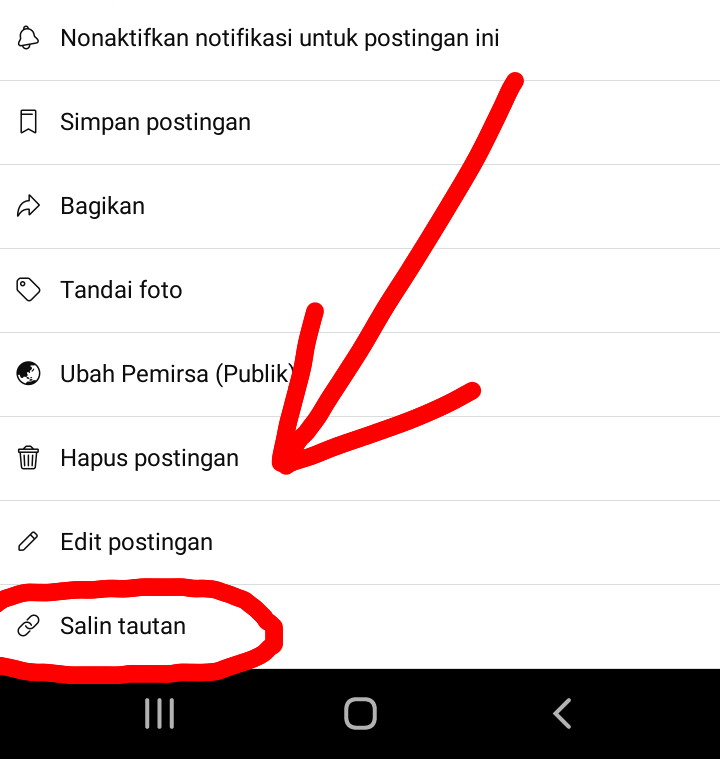 Nonaktifkan notifikasi untuk postingan ini
Simpan postingan
Bagikan
Tandai foto
Ubah Pemirsa (Publik)
Hapus postingan
Edit postingan
Salin tautan